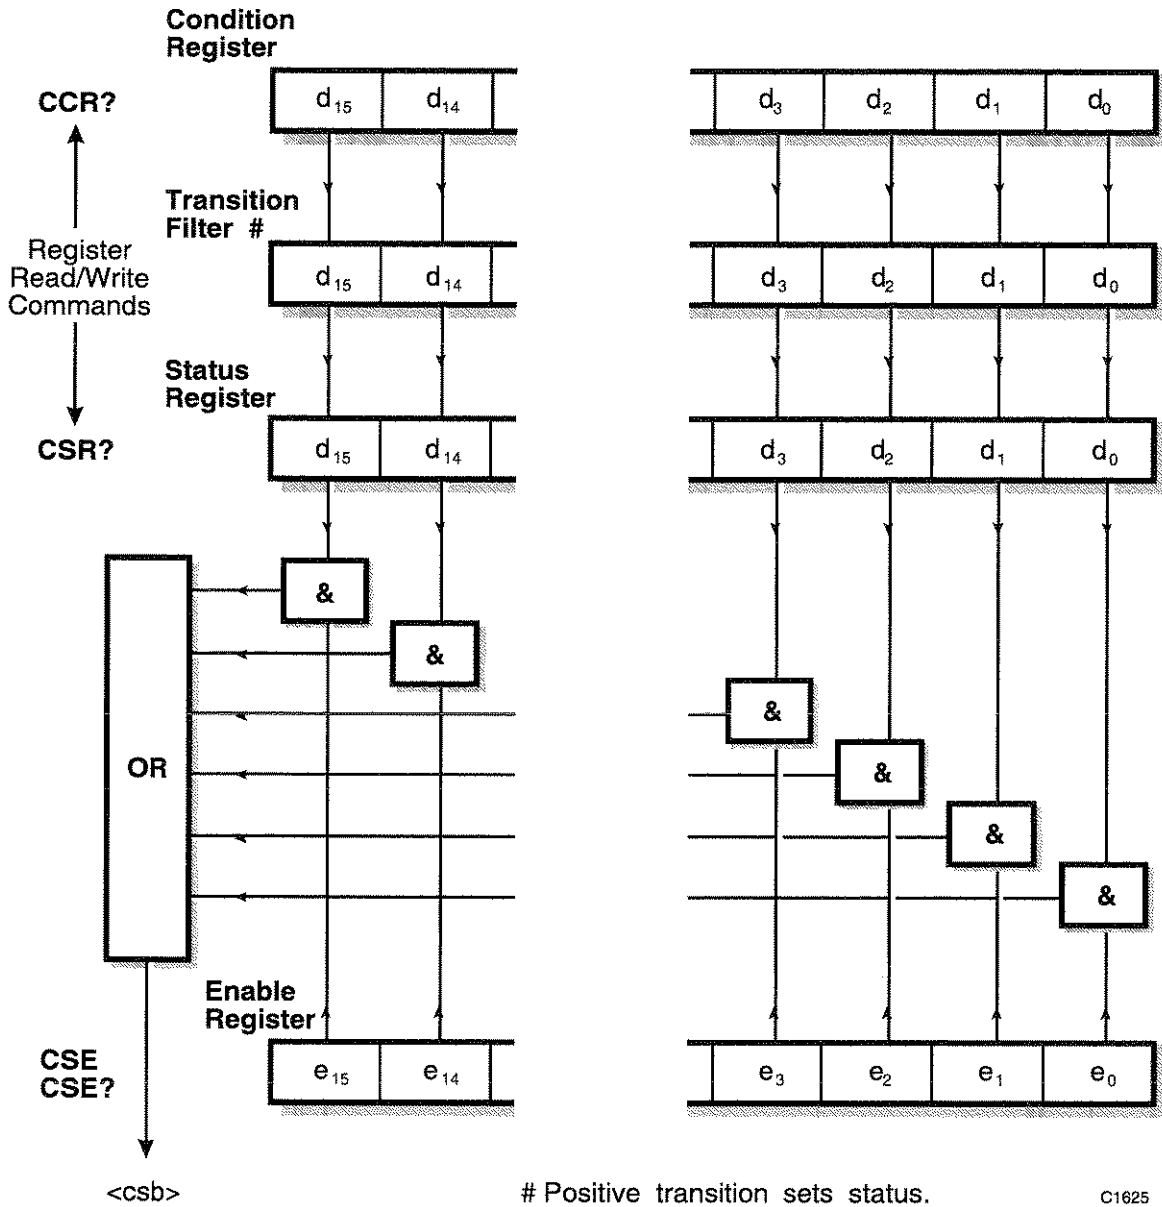 Condition
Register
CCR?
d15 d14 d3 d2 d1 d0
Transition
Filter #
Register
Read/Write
Commands
d15 d14 d3 d2 d1 d0
Status
Register
CSR?
d15 d14 d3 d2 d1 d0
&
&
&
OR
&
&
&
Enable
Register
CSE
CSE?
e15 e14 e3 e2 e1 e0
<csb>
# Positive transition sets status.
C1625